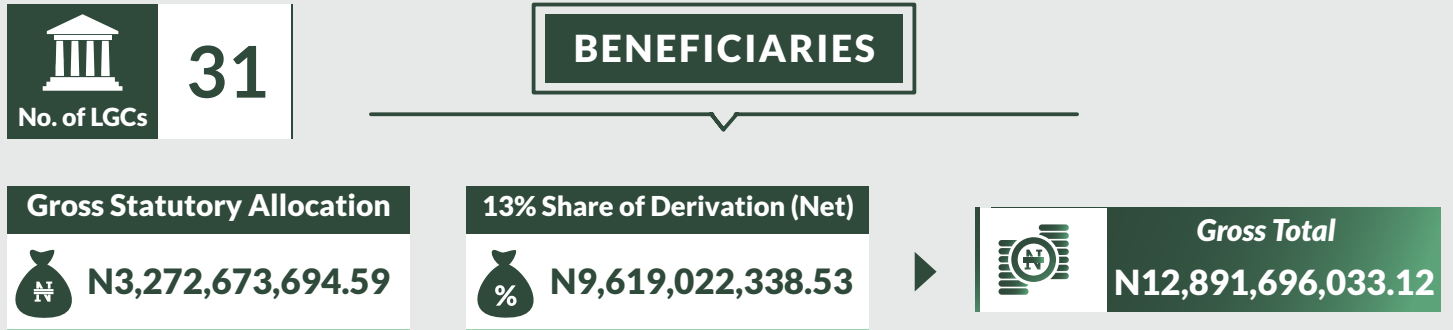 31
No. of LGCs
BENEFICIARIES
Gross Statutory Allocation
₦
N3,272,673,694.59
13% Share of Derivation (Net)
%
N9,619,022,338.53
₦
Gross Total
N12,891,696,033.12